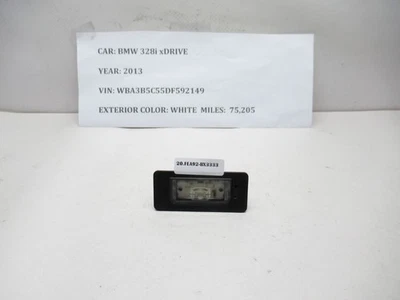 CAR: BMW 328i xDRIVE
YEAR: 2013
VIN: WBA3B5C55DF592149
EXTERIOR COLOR: WHITE MILES: 75,205